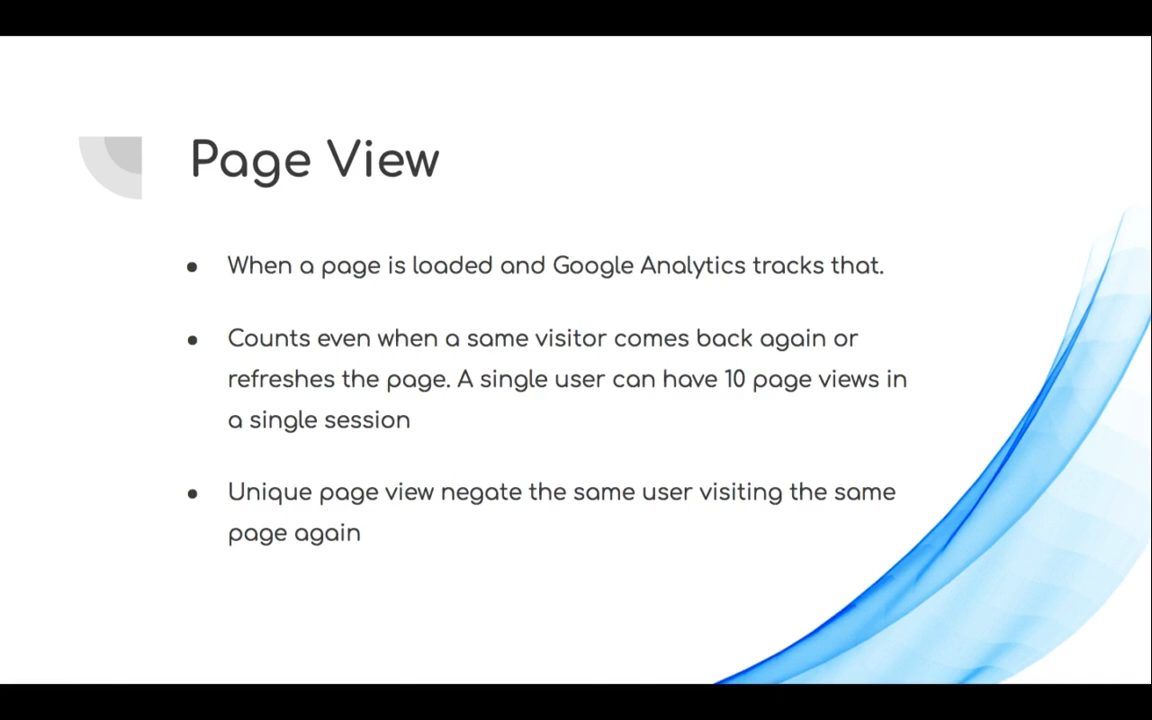 Page View
• When a page is loaded and Google Analytics tracks that.
• Counts even when a same visitor comes back again or
refreshes the page. A single user can have 10 page views in
a single session
• Unique page view negate the same user visiting the same
page again